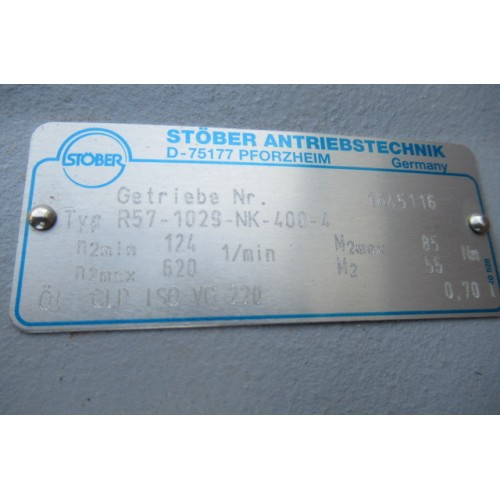 STÖBER
STÖBER ANTRIEBSTECHNIK
D-75177 PFORZHEIM Germany
Getriebe Nr. 1645116
Typ R57-1029-NK-400-4
n2min 124 1/min M2max 85 Nm
n2max 620 M2 55
Öl CLP ISO VG 220 0,70 l